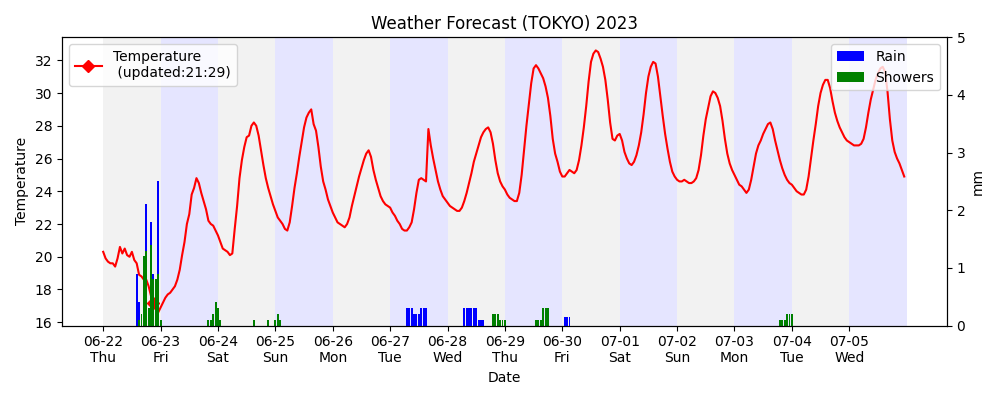 Weather Forecast (TOKYO) 2023
Temperature
(updated:21:29)
Rain
Showers
Temperature
32
30
28
26
24
22
20
18
16
5
4
3
2
1
0
mm
06-22 06-23 06-24 06-25 06-26 06-27 06-28 06-29 06-30 07-01 07-02 07-03 07-04 07-05
Thu Fri Sat Sun Mon Tue Wed Thu Fri Sat Sun Mon Tue Wed
Date